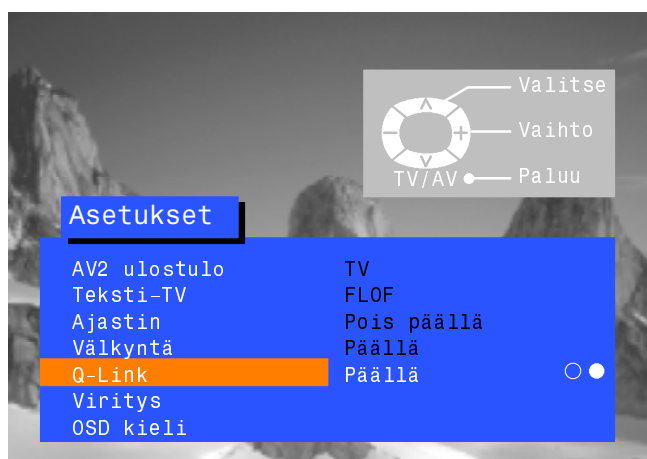 Valitse
Vaihto
TV/AV Paluu
Asetukset
AV2 ulostulo TV
Teksti-TV FLOF
Ajastin Pois päällä
Välkyntä Päällä
Q-Link Päällä
Viritys
OSD kieli